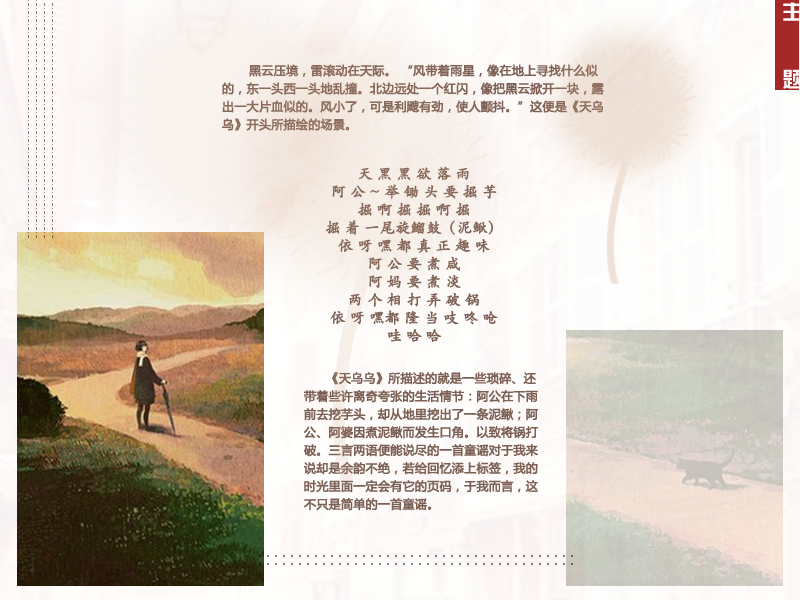 主
题
黑云压境，雷滚动在天际。“风带着雨星，像在地上寻找什么似
的，东一头西一头地乱撞。北边远处一个红闪，像把黑云掀开一块，露
出一大片血似的。风小了，可是利飕有劲，使人颤抖。”这便是《天乌
乌》开头所描绘的场景。
天黑黑欲落雨
阿公~举锄头要掘芋
掘啊掘掘啊掘
掘着一尾旋鰡鼓（泥鳅）
依呀嘿都真正趣味
阿公要煮咸
阿妈要煮淡
两个相打弄破锅
依呀嘿都隆当吱咚呛
哇哈哈
《天乌乌》所描述的就是一些琐碎、还
带着些许离奇夸张的生活情节：阿公在下雨
前去挖芋头，却从地里挖出了一条泥鳅；阿
公、阿婆因煮泥鳅而发生口角。以致将锅打
破。三言两语便能说尽的一首童谣对于我来
说却是余韵不绝，若给回忆添上标签，我的
时光里面一定会有它的页码，于我而言，这
不只是简单的一首童谣。